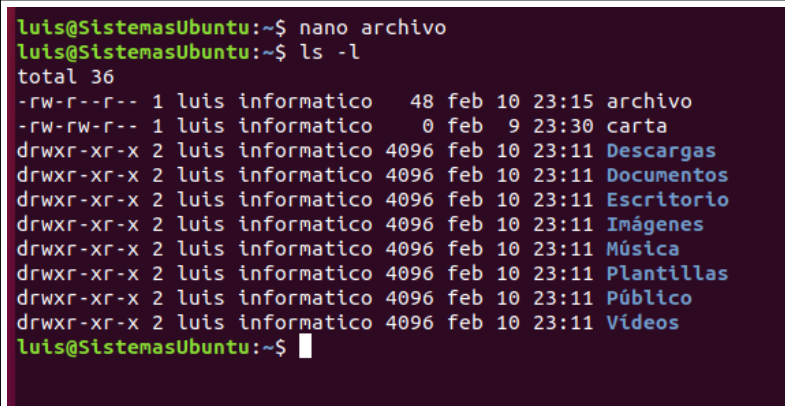 luis@SistemasUbuntu:~$ nano archivo
luis@SistemasUbuntu:~$ ls -l
total 36
-rw-r--r-- 1 luis informatico   48 feb 10 23:15 archivo
-rw-rw-r-- 1 luis informatico    0 feb  9 23:30 carta
drwxr-xr-x 2 luis informatico 4096 feb 10 23:11 Descargas
drwxr-xr-x 2 luis informatico 4096 feb 10 23:11 Documentos
drwxr-xr-x 2 luis informatico 4096 feb 10 23:11 Escritorio
drwxr-xr-x 2 luis informatico 4096 feb 10 23:11 Imágenes
drwxr-xr-x 2 luis informatico 4096 feb 10 23:11 Música
drwxr-xr-x 2 luis informatico 4096 feb 10 23:11 Plantillas
drwxr-xr-x 2 luis informatico 4096 feb 10 23:11 Público
drwxr-xr-x 2 luis informatico 4096 feb 10 23:11 Vídeos
luis@SistemasUbuntu:~$